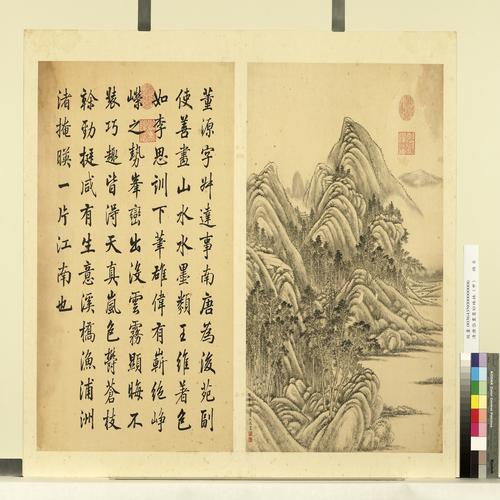 董源字叔達事南唐為後苑副
使善畫山水水墨類王維着色
如李思訓下筆雄偉有嶄絕崢
嶸之勢峯巒出沒雲霧顯晦不
裝巧趣皆淂天真嵐色鬱蒼枝
榦勁挺咸有生意溪橋漁浦洲
渚掩暎一片江南也